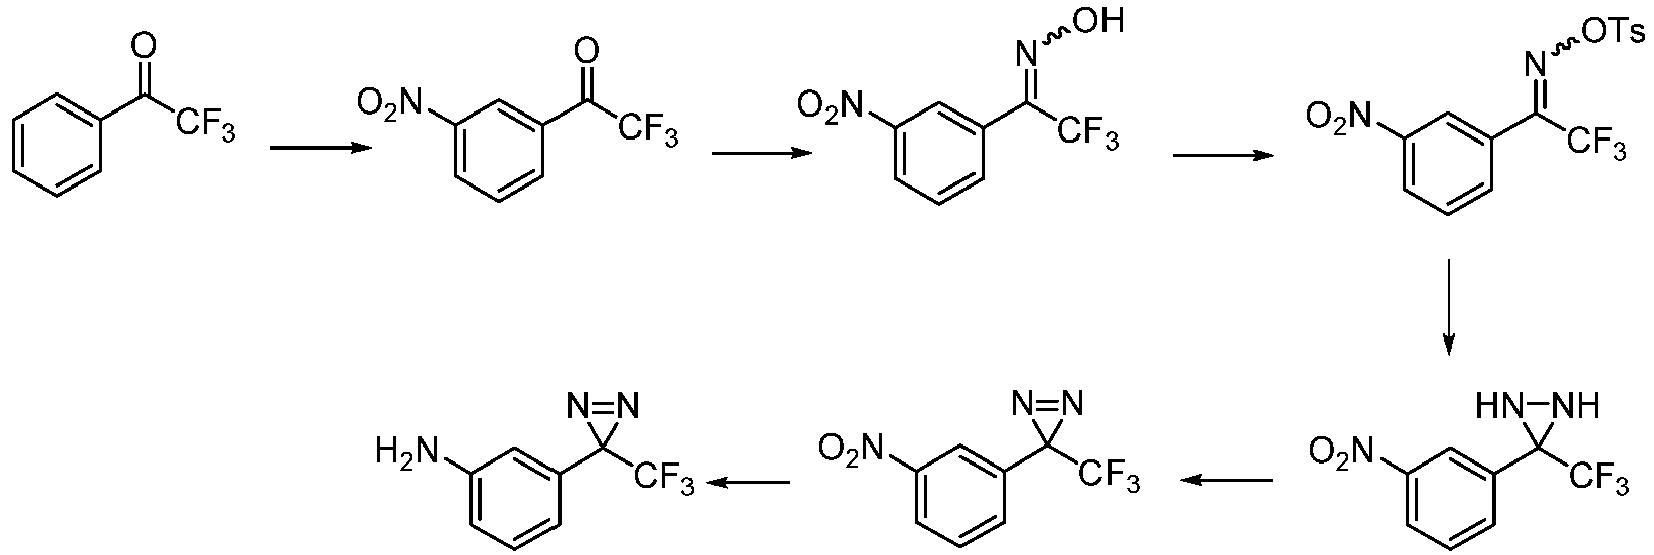 O
CF₃
O
O₂N
CF₃
OH
N
O₂N
CF₃
OTs
N
O₂N
CF₃
N=N
H₂N
CF₃
N=N
O₂N
CF₃
HN-NH
O₂N
CF₃